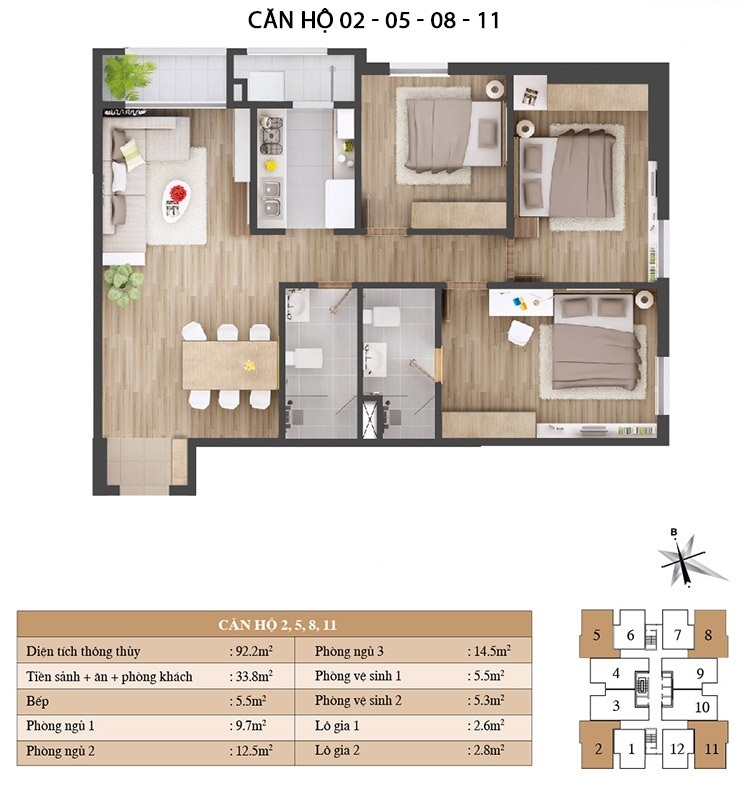 CĂN HỘ 02 - 05 - 08 - 11
B
CĂN HỘ 2, 5, 8, 11
Diện tích thông thủy : 92.2m² Phòng ngủ 3 : 14.5m²
Tiền sảnh + ăn + phòng khách : 33.8m² Phòng vệ sinh 1 : 5.5m²
Bếp : 5.5m² Phòng vệ sinh 2 : 5.3m²
Phòng ngủ 1 : 9.7m² Lô gia 1 : 2.6m²
Phòng ngủ 2 : 12.5m² Lô gia 2 : 2.8m²
5 6 7 8
4 9
3 10
2 1 12 11